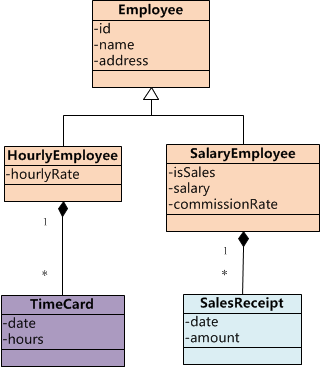 Employee
-id
-name
-address
HourlyEmployee
-hourlyRate
SalaryEmployee
-isSales
-salary
-commissionRate
1
*
1
*
TimeCard
-date
-hours
SalesReceipt
-date
-amount